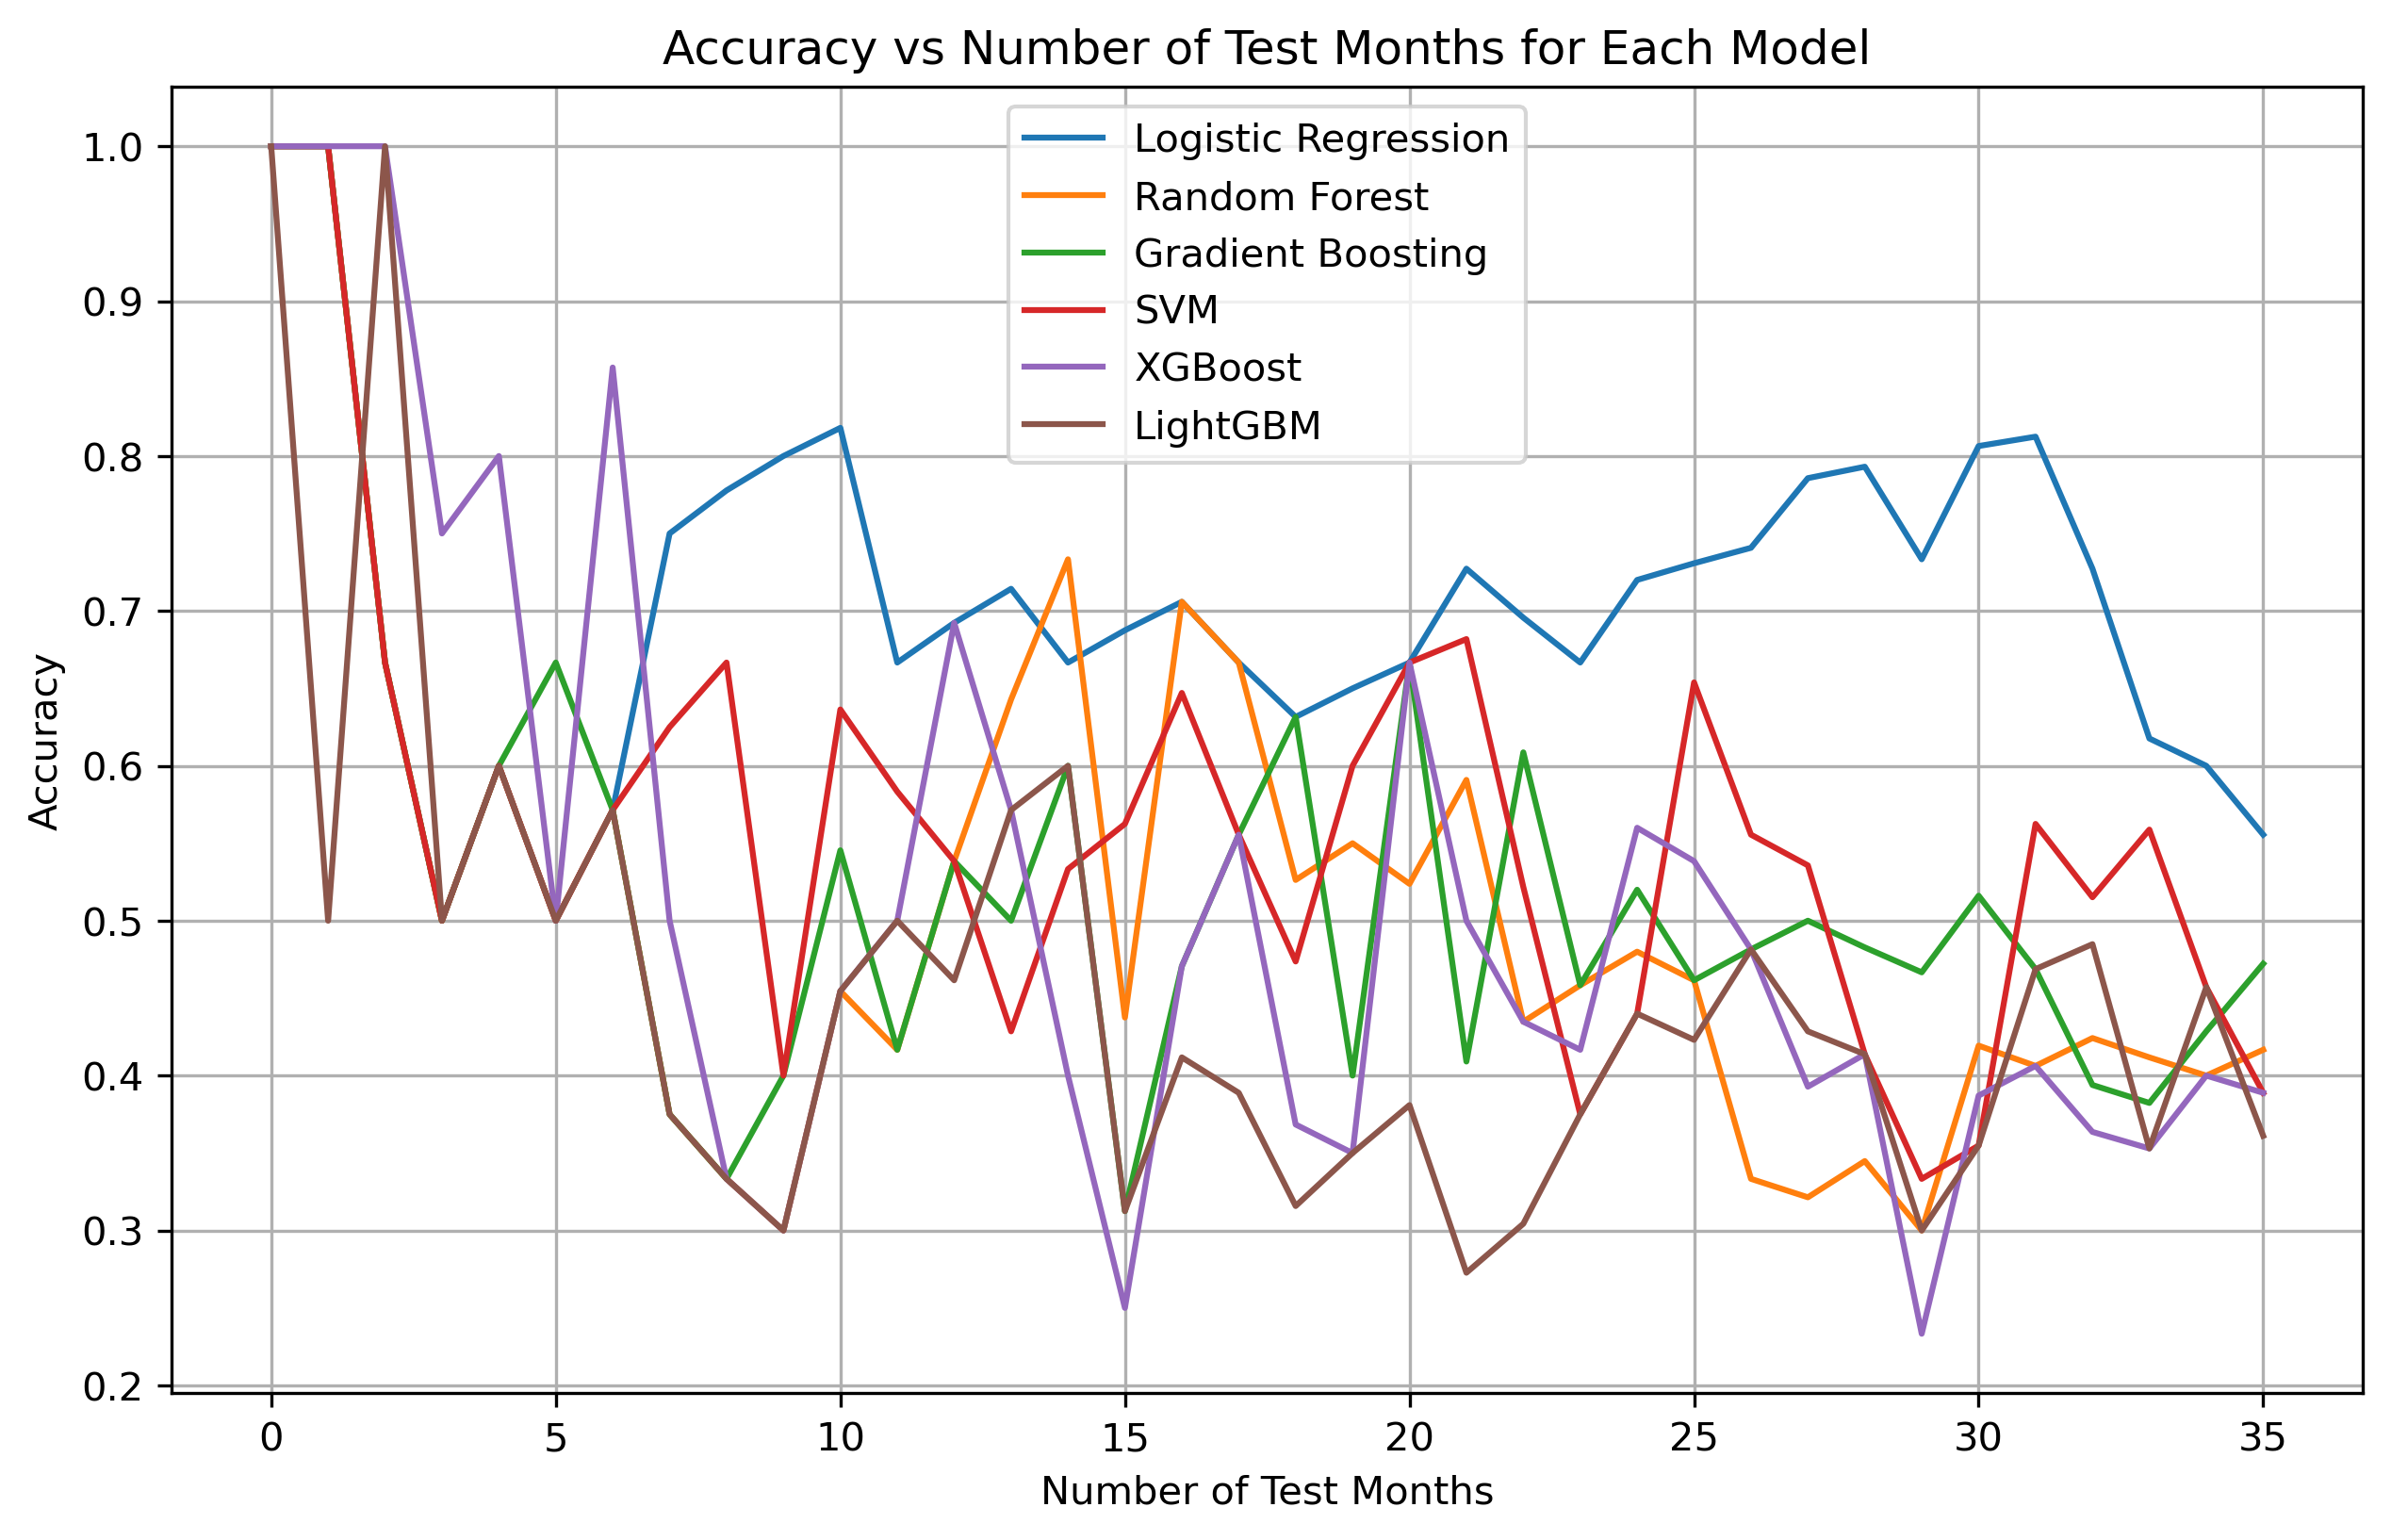 Accuracy vs Number of Test Months for Each Model
Logistic Regression
Random Forest
Gradient Boosting
SVM
XGBoost
LightGBM
Accuracy
1.0
0.9
0.8
0.7
0.6
0.5
0.4
0.3
0.2
0 5 10 15 20 25 30 35
Number of Test Months